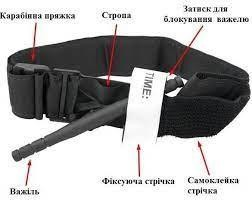 Карабінна пряжка
Стропа
Затиск для
блокування важелю
TIME:
Важіль
Фіксуюча стрічка
Самоклейка
стрічка